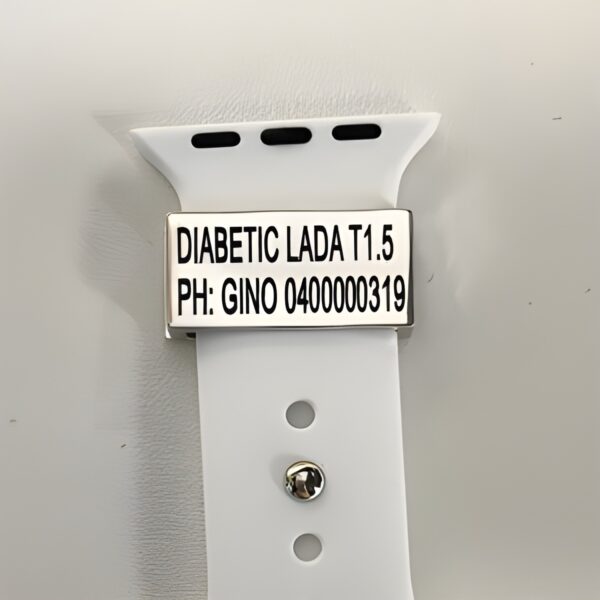 DIABETIC LADA T1.5
PH: GINO 0400000319